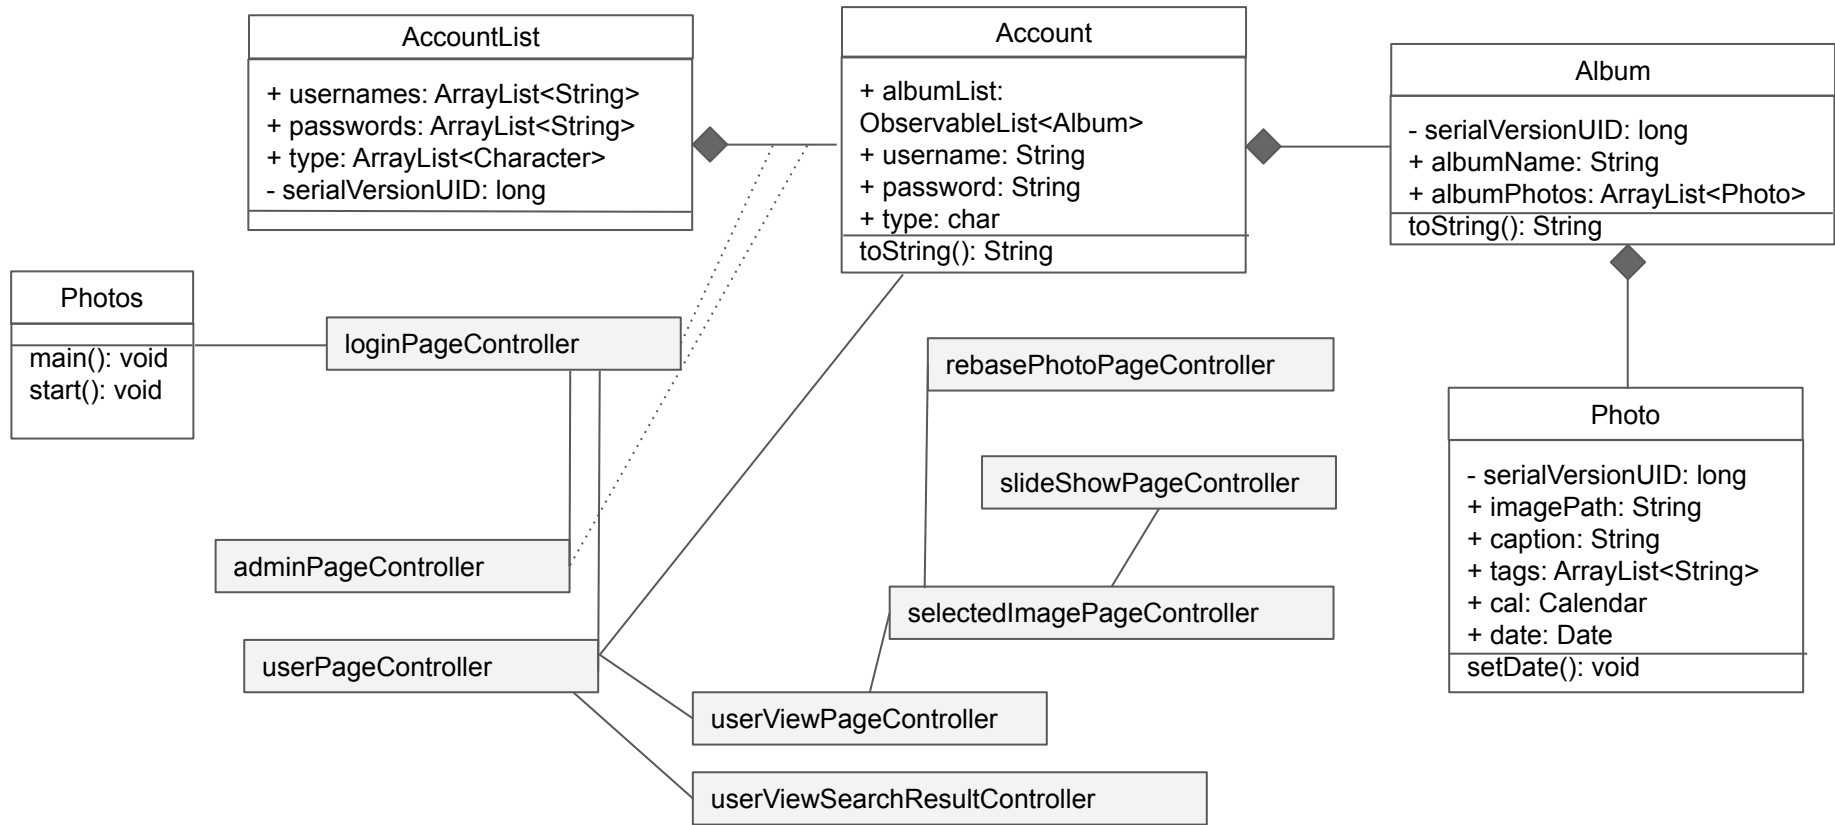 AccountList
+ usernames: ArrayList<String>
+ passwords: ArrayList<String>
+ type: ArrayList<Character>
- serialVersionUID: long
Account
+ albumList:
ObservableList<Album>
+ username: String
+ password: String
+ type: char
toString(): String
Album
- serialVersionUID: long
+ albumName: String
+ albumPhotos: ArrayList<Photo>
toString(): String
Photos
main(): void
start(): void
loginPageController
rebasePhotoPageController
slideShowPageController
adminPageController
selectedImagePageController
userPageController
userViewPageController
userViewSearchResultController
Photo
- serialVersionUID: long
+ imagePath: String
+ caption: String
+ tags: ArrayList<String>
+ cal: Calendar
+ date: Date
setDate(): void